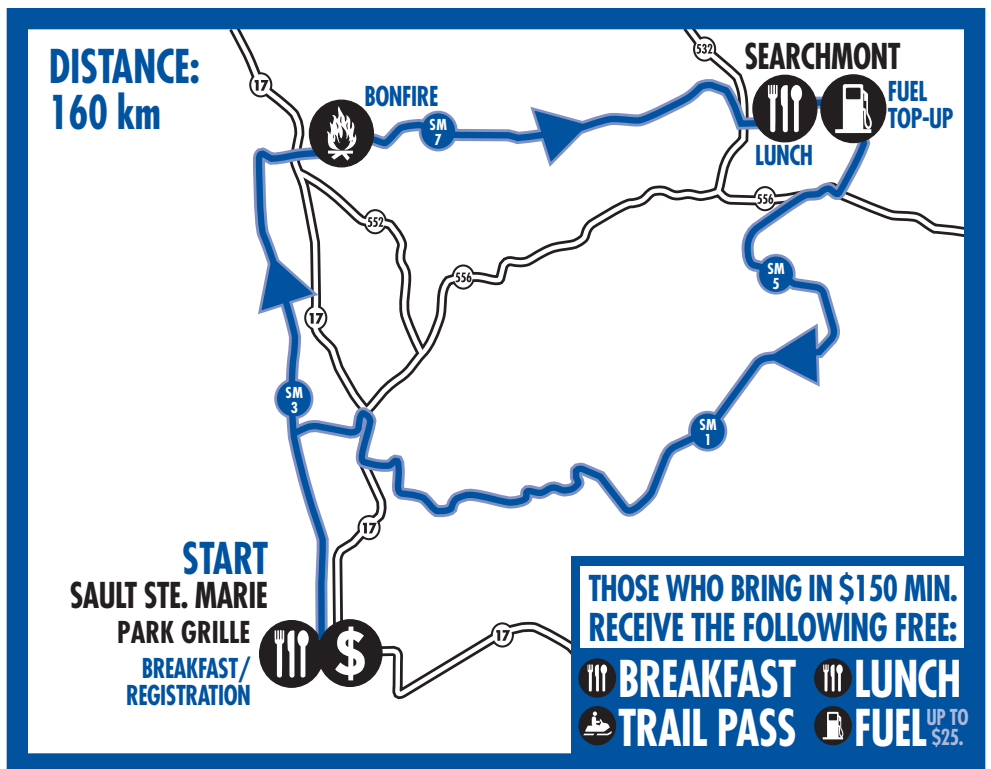 DISTANCE:
160 km
17
532
SEARCHMONT
BONFIRE
FUEL
TOP-UP
SM
7
LUNCH
556
552
SM
5
556
17
SM
3
SM
1
17
START
SAULT STE. MARIE
PARK GRILLE
BREAKFAST/
REGISTRATION
$
17
THOSE WHO BRING IN $150 MIN.
RECEIVE THE FOLLOWING FREE:
BREAKFAST
LUNCH
TRAIL PASS
FUEL UP TO
$25.